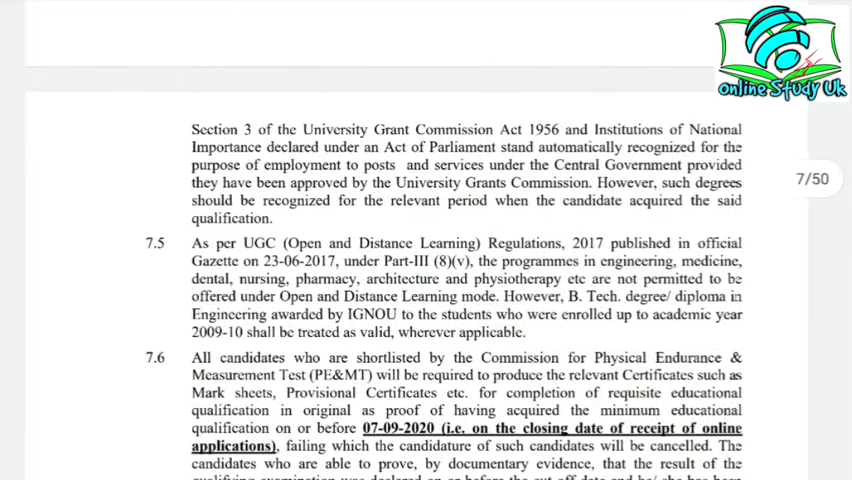 online Study Uk
Section 3 of the University Grant Commission Act 1956 and Institutions of National
Importance declared under an Act of Parliament stand automatically recognized for the
purpose of employment to posts and services under the Central Government provided
they have been approved by the University Grants Commission. However, such degrees
should be recognized for the relevant period when the candidate acquired the said
qualification.
7/50
7.5 As per UGC (Open and Distance Learning) Regulations, 2017 published in official
Gazette on 23-06-2017, under Part-III (8)(v), the programmes in engineering, medicine,
dental, nursing, pharmacy, architecture and physiotherapy etc are not permitted to be
offered under Open and Distance Learning mode. However, B. Tech. degree/ diploma in
Engineering awarded by IGNOU to the students who were enrolled up to academic year
2009-10 shall be treated as valid, wherever applicable.
7.6 All candidates who are shortlisted by the Commission for Physical Endurance &
Measurement Test (PE&MT) will be required to produce the relevant Certificates such as
Mark sheets, Provisional Certificates etc. for completion of requisite educational
qualification in original as proof of having acquired the minimum educational
qualification on or before 07-09-2020 (i.e. on the closing date of receipt of online
applications), failing which the candidature of such candidates will be cancelled. The
candidates who are able to prove, by documentary evidence, that the result of the